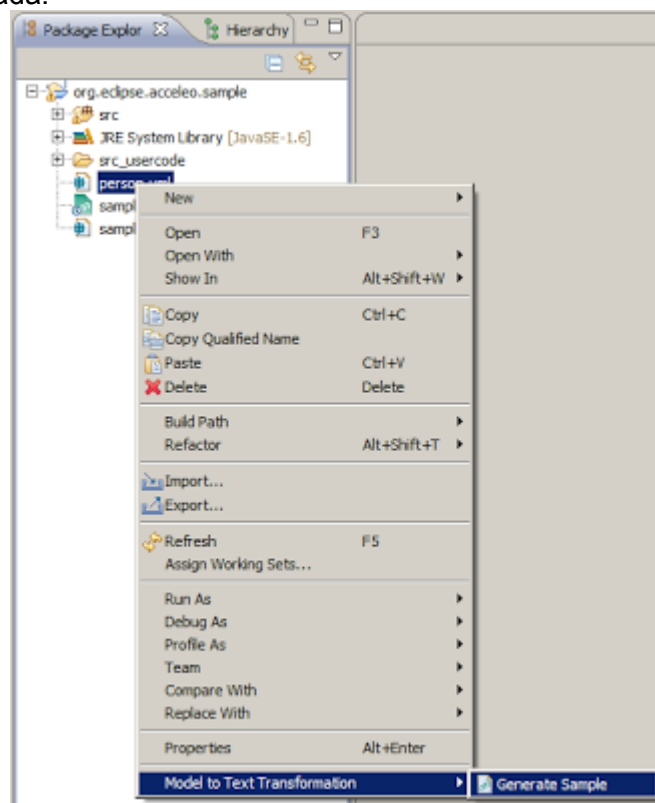 Package Explor Hierarchy
org.eclipse.acceleo.sample
src
JRE System Library [JavaSE-1.6]
src_usercode
sampl
sampl
New
Open F3
Open With
Show In Alt+Shift+W
Copy Ctrl+C
Copy Qualified Name
Paste Ctrl+V
Delete Delete
Build Path
Refactor Alt+Shift+T
Import...
Export...
Refresh F5
Assign Working Sets...
Run As
Debug As
Profile As
Team
Compare With
Replace With
Properties Alt+Enter
Model to Text Transformation Generate Sample